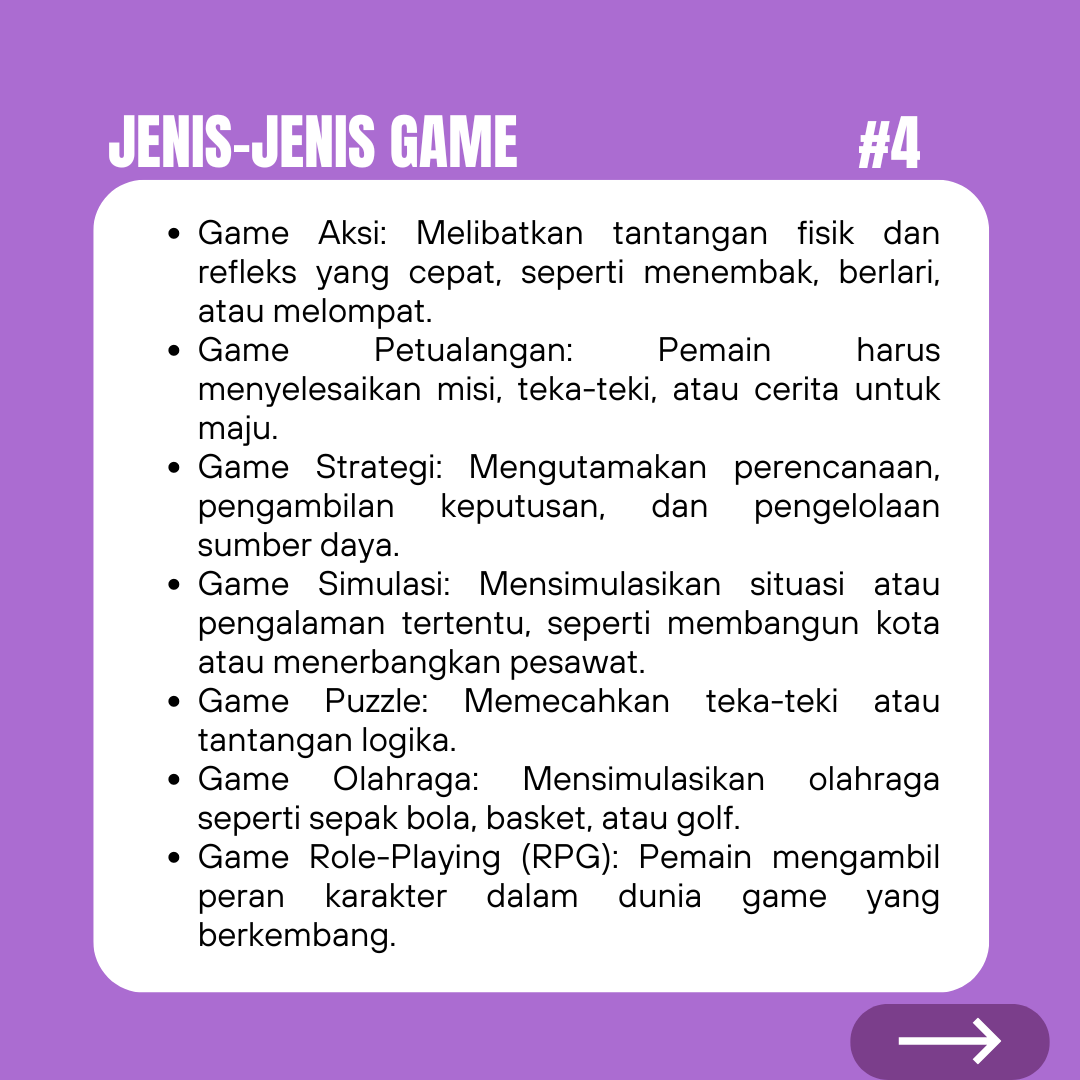 JENIS-JENIS GAME
#4
• Game Aksi: Melibatkan tantangan fisik dan
refleks yang cepat, seperti menembak, berlari,
atau melompat.
• Game Petualangan: Pemain harus
menyelesaikan misi, teka-teki, atau cerita untuk
maju.
• Game Strategi: Mengutamakan perencanaan,
pengambilan keputusan, dan pengelolaan
sumber daya.
• Game Simulasi: Mensimulasikan situasi atau
pengalaman tertentu, seperti membangun kota
atau menerbangkan pesawat.
• Game Puzzle: Memecahkan teka-teki atau
tantangan logika.
• Game Olahraga: Mensimulasikan olahraga
seperti sepak bola, basket, atau golf.
• Game Role-Playing (RPG): Pemain mengambil
peran karakter dalam dunia game yang
berkembang.